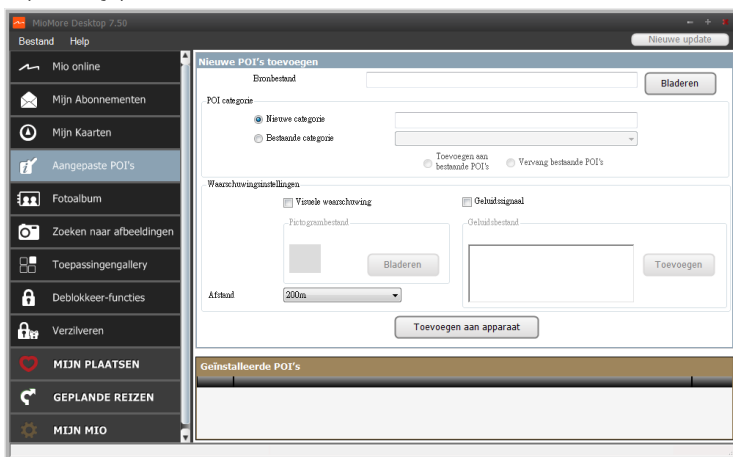 MioMore Desktop 7.50
Bestand Help
Nieuwe update
Mio online
Mijn Abonnementen
Mijn Kaarten
Aangepaste POI's
Fotoalbum
Zoeken naar afbeeldingen
Toepassingengallery
Deblokkeer-functies
Verzilveren
MIJN PLAATSEN
GEPLANDE REIZEN
MIJN MIO
Nieuwe POI's toevoegen
Bronbestand
Bladeren
POI categorie
Nieuwe categorie
Bestaande categorie
Toevoegen aan
bestaande POI's
Vervang bestaande POI's
Waarschuwingsinstellingen
Visuele waarschuwing
Geluidssignaal
Pictogrambestand
Geluidsbestand
Bladeren
Toevoegen
Afstand
200m
Toevoegen aan apparaat
Geïnstalleerde POI's